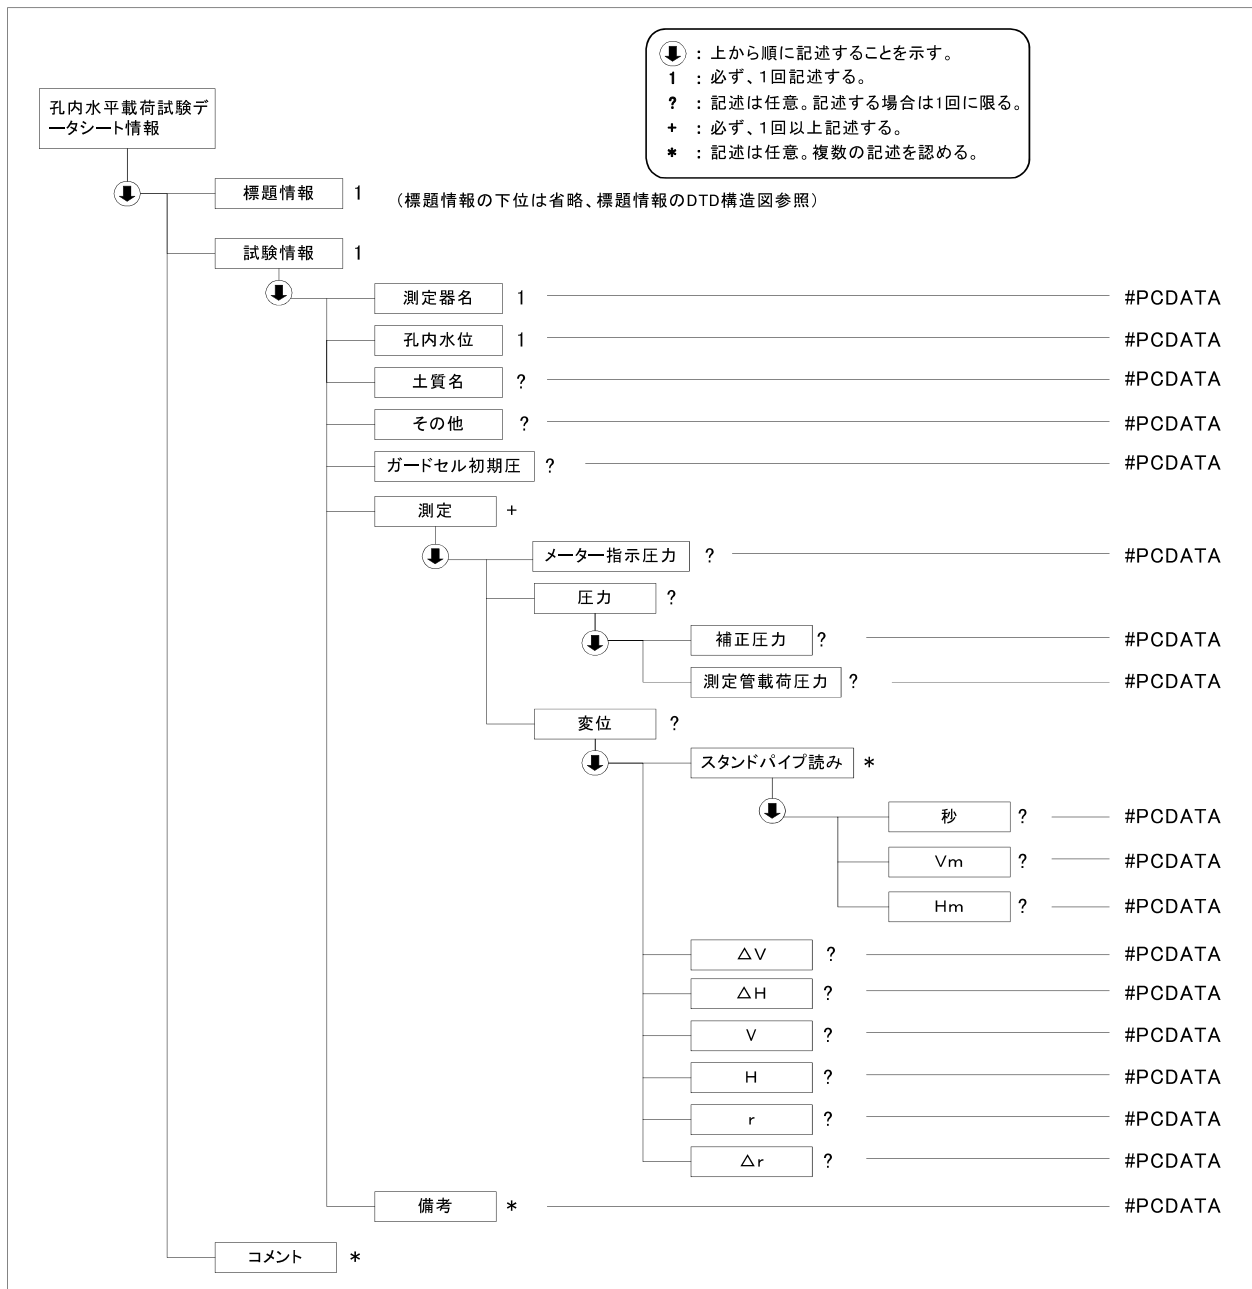 ： 上から順に記述することを示す。
1 ： 必ず、1回記述する。
? ： 記述は任意。記述する場合は1回に限る。
+ ： 必ず、1回以上記述する。
* ： 記述は任意。複数の記述を認める。
孔内水平載荷試験デ
ータシート情報
標題情報 1 （標題情報の下位は省略、標題情報のDTD構造図参照）
試験情報 1
測定器名 1 #PCDATA
孔内水位 1 #PCDATA
土質名 ? #PCDATA
その他 ? #PCDATA
ガードセル初期圧 ? #PCDATA
測定 +
メーター指示圧力 ? #PCDATA
圧力 ?
補正圧力 ? #PCDATA
測定管載荷圧力 ? #PCDATA
変位 ?
スタンドパイプ読み *
秒 ? #PCDATA
Vm ? #PCDATA
Hm ? #PCDATA
△V ? #PCDATA
△H ? #PCDATA
V ? #PCDATA
H ? #PCDATA
r ? #PCDATA
△r ? #PCDATA
備考 * #PCDATA
コメント *